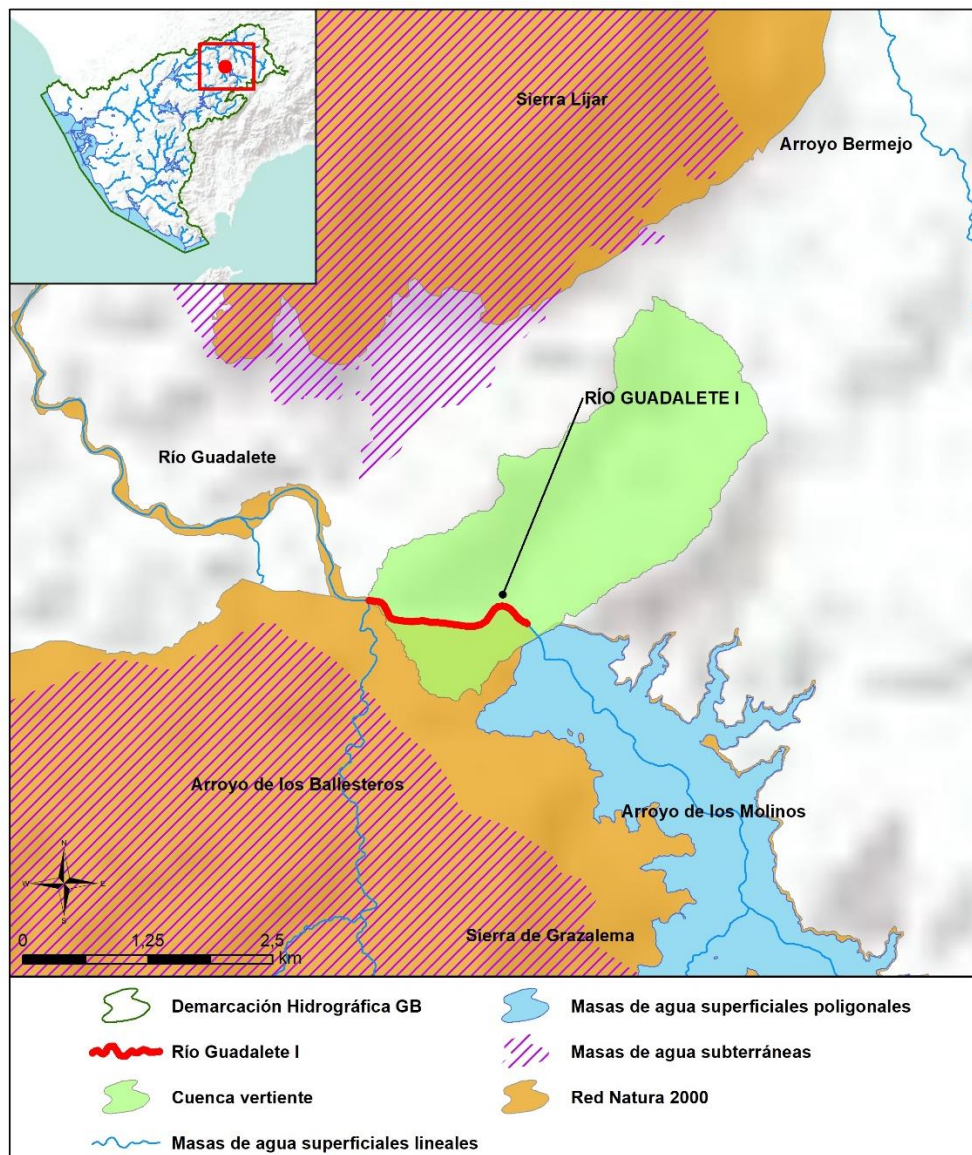 Sierra Líjar
Arroyo Bermejo
RÍO GUADALETE I
Río Guadalete
Arroyo de los Ballesteros
Arroyo de los Molinos
Sierra de Grazalema
N
W E
S
0 1,25 2,5
km
Demarcación Hidrográfica GB
Masas de agua superficiales poligonales
Río Guadalete I
Masas de agua subterráneas
Cuenca vertiente
Red Natura 2000
Masas de agua superficiales lineales